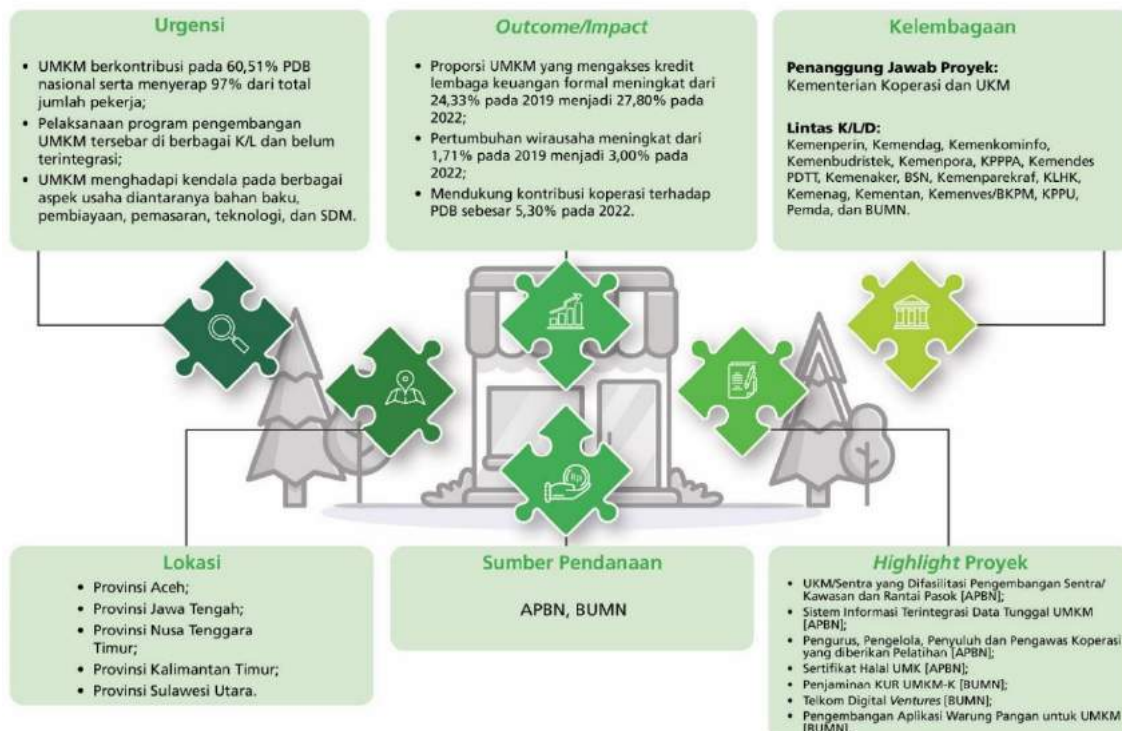 Urgensi
• UMKM berkontribusi pada 60,51% PDB
nasional serta menyerap 97% dari total
jumlah pekerja;
• Pelaksanaan program pengembangan
UMKM tersebar di berbagai K/L dan belum
terintegrasi;
• UMKM menghadapi kendala pada berbagai
aspek usaha diantaranya bahan baku,
pembiayaan, pemasaran, teknologi, dan SDM.
Outcome/Impact
• Proporsi UMKM yang mengakses kredit
lembaga keuangan formal meningkat dari
24,33% pada 2019 menjadi 27,80% pada
2022;
• Pertumbuhan wirausaha meningkat dari
1,71% pada 2019 menjadi 3,00% pada
2022;
• Mendukung kontribusi koperasi terhadap
PDB sebesar 5,30% pada 2022.
Kelembagaan
Penanggung Jawab Proyek:
Kementerian Koperasi dan UKM
Lintas K/L/D:
Kemenperin, Kemendag, Kemenkominfo,
Kemenbudristek, Kemenpora, KPPPA, Kemendes
PDTT, Kemenaker, BSN, Kemenparekraf, KLHK,
Kemenag, Kementan, Kemenves/BKPM, KPPU,
Pemda, dan BUMN.
Rp
Lokasi
• Provinsi Aceh;
• Provinsi Jawa Tengah;
• Provinsi Nusa Tenggara
Timur;
• Provinsi Kalimantan Timur;
• Provinsi Sulawesi Utara.
Sumber Pendanaan
APBN, BUMN
Highlight Proyek
• UKM/Sentra yang Difasilitasi Pengembangan Sentra/
Kawasan dan Rantai Pasok [APBN];
• Sistem Informasi Terintegrasi Data Tunggal UMKM
[APBN];
• Pengurus, Pengelola, Penyuluh dan Pengawas Koperasi
yang diberikan Pelatihan [APBN];
• Sertifikat Halal UMK [APBN];
• Penjaminan KUR UMKM-K [BUMN];
• Telkom Digital Ventures [BUMN];
• Pengembangan Aplikasi Warung Pangan untuk UMKM
[BUMN]